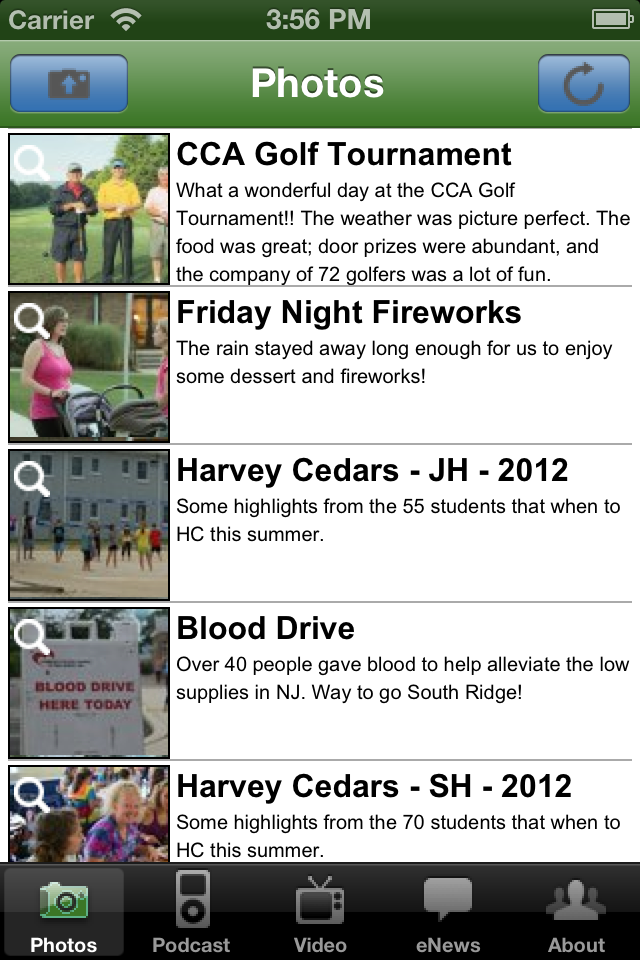 Carrier 3:56 PM
Photos
CCA Golf Tournament
What a wonderful day at the CCA Golf
Tournament!! The weather was picture perfect. The
food was great; door prizes were abundant, and
the company of 72 golfers was a lot of fun.
Friday Night Fireworks
The rain stayed away long enough for us to enjoy
some dessert and fireworks!
Harvey Cedars - JH - 2012
Some highlights from the 55 students that when to
HC this summer.
BLOOD DRIVE
HERE TODAY
Blood Drive
Over 40 people gave blood to help alleviate the low
supplies in NJ. Way to go South Ridge!
Harvey Cedars - SH - 2012
Some highlights from the 70 students that when to
HC this summer.
Photos Podcast Video eNews About